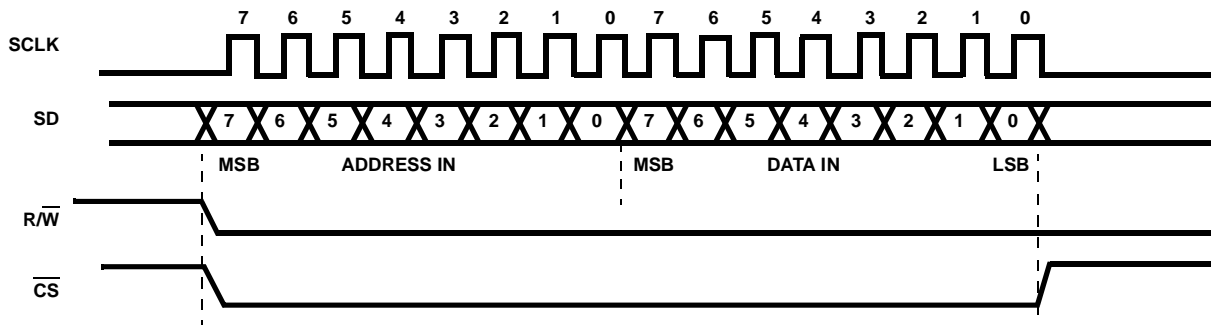 7 6 5 4 3 2 1 0 7 6 5 4 3 2 1 0
SCLK
SD 7 6 5 4 3 2 1 0 7 6 5 4 3 2 1 0
MSB ADDRESS IN MSB DATA IN LSB
R/W̅
C̅S̅